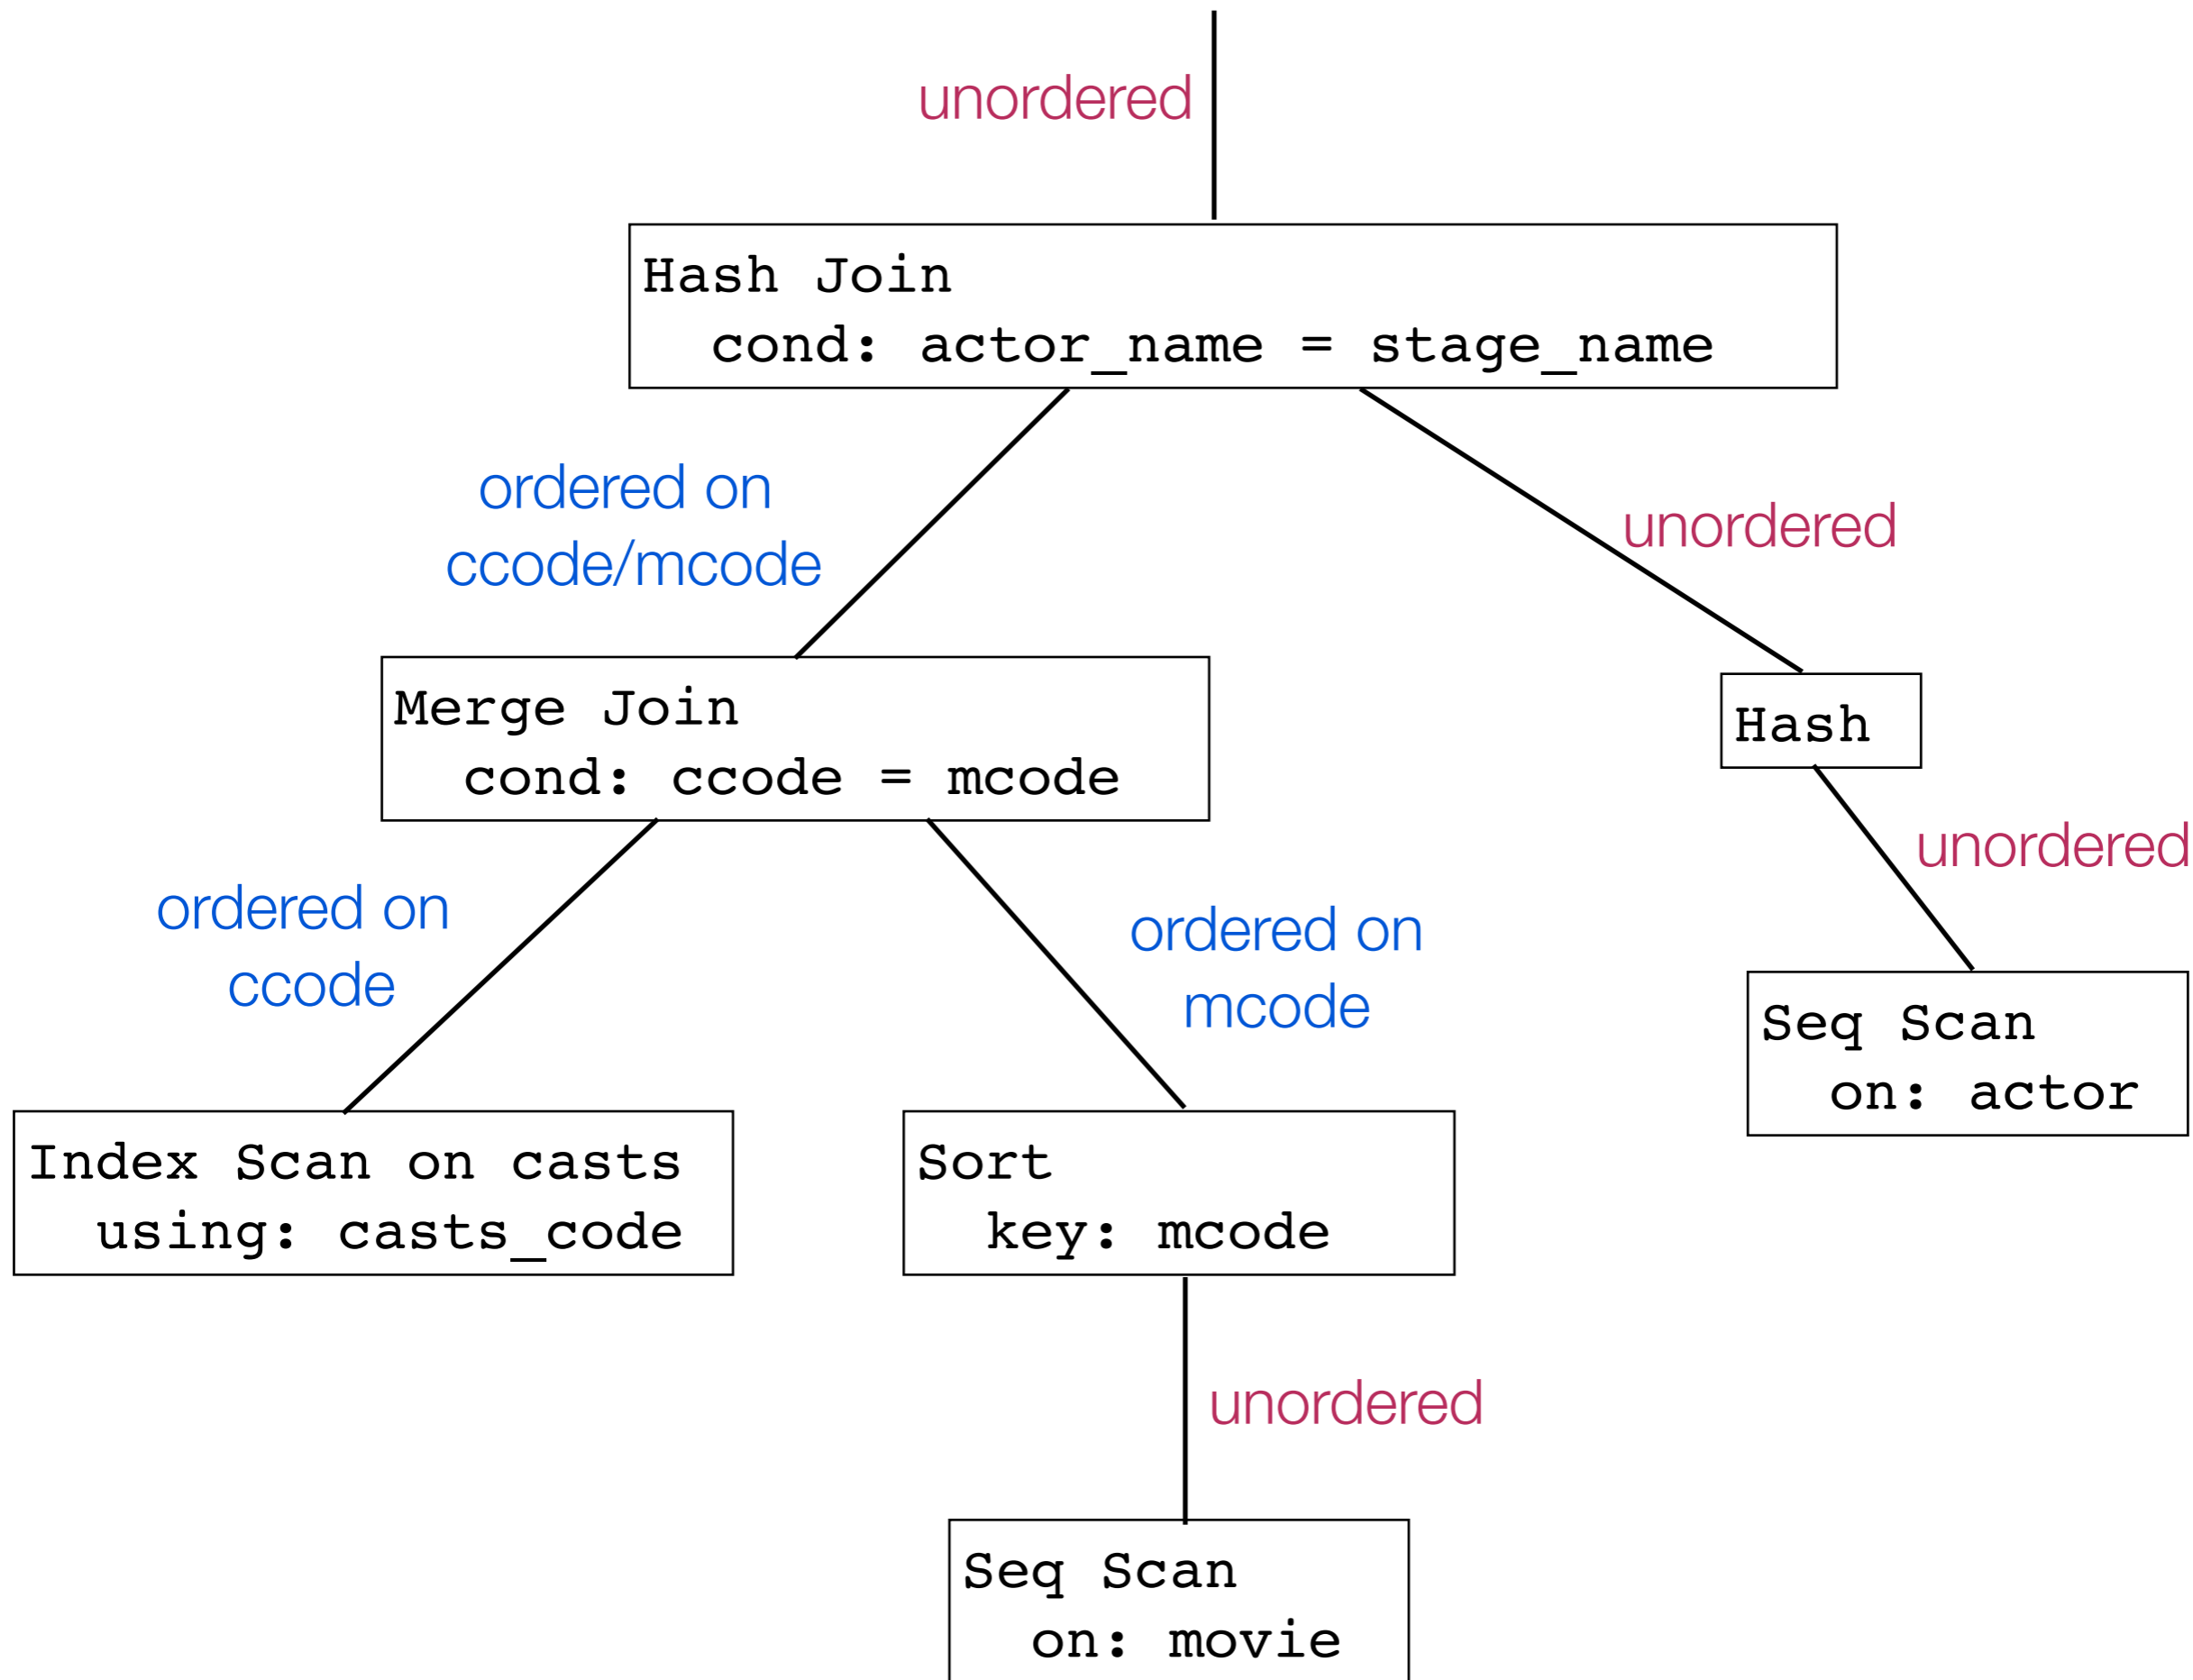 unordered
Hash Join
cond: actor_name = stage_name
ordered on
ccode/mcode
unordered
Merge Join
cond: ccode = mcode
Hash
unordered
ordered on
ccode
ordered on
mcode
Seq Scan
on: actor
Index Scan on casts
using: casts_code
Sort
key: mcode
unordered
Seq Scan
on: movie